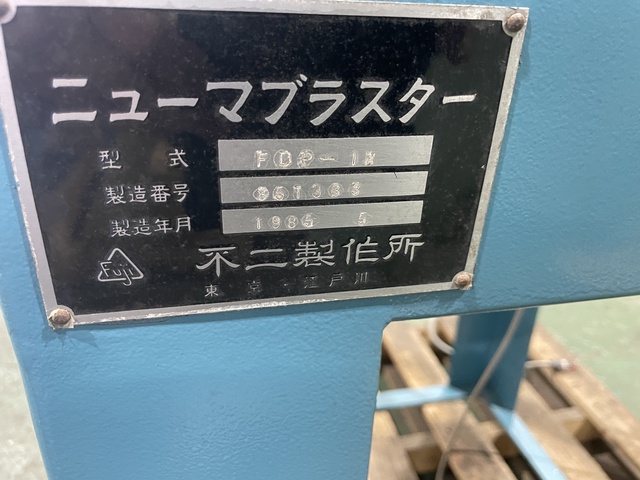 ニューマブラスター
型 式
製造番号
製造年月 1985 5
Fuji
不二製作所
東京・江戸川